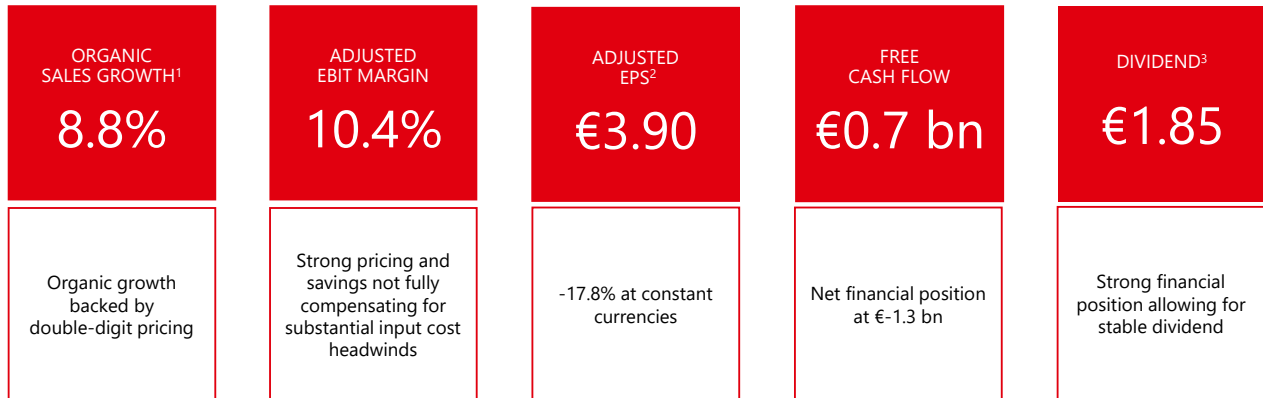 ORGANIC
SALES GROWTH¹
8.8%
Organic growth
backed by
double-digit pricing
ADJUSTED
EBIT MARGIN
10.4%
Strong pricing and
savings not fully
compensating for
substantial input cost
headwinds
ADJUSTED
EPS²
€3.90
-17.8% at constant
currencies
FREE
CASH FLOW
€0.7 bn
Net financial position
at €-1.3 bn
DIVIDEND³
€1.85
Strong financial
position allowing for
stable dividend